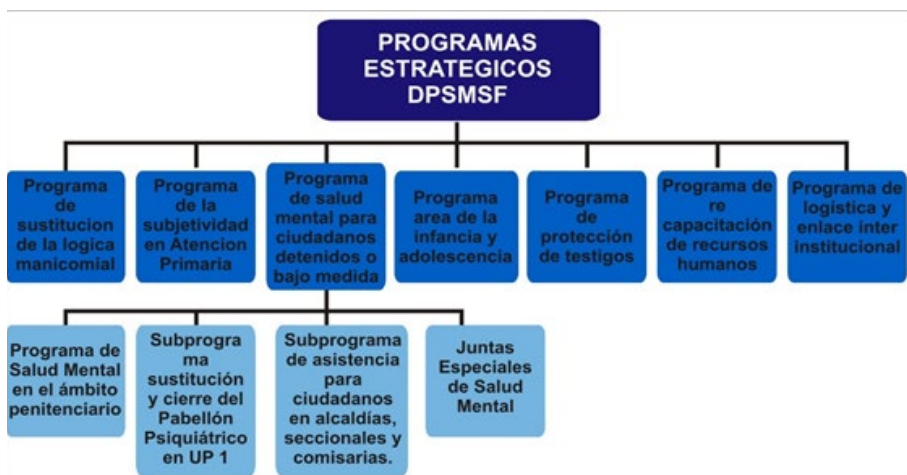 PROGRAMAS
ESTRATEGICOS
DPSMSF
Programa
de
sustitucion
de la logica
manicomial
Programa
de la
subjetividad
en Atencion
Primaria
Programa
de salud
mental para
ciudadanos
detenidos o
bajo medida
Programa
area de la
infancia y
adolescencia
Programa
de
protección
de testigos
Programa de
re
capacitación
de recursos
humanos
Programa de
logística y
enlace inter
institucional
Programa de
Salud Mental
en el ámbito
penitenciario
Subprogra
ma
sustitución
y cierre del
Pabellón
Psiquiátrico
en UP 1
Subprograma
de asistencia
para
ciudadanos
en alcaldías,
seccionales y
comisarias.
Juntas
Especiales
de Salud
Mental